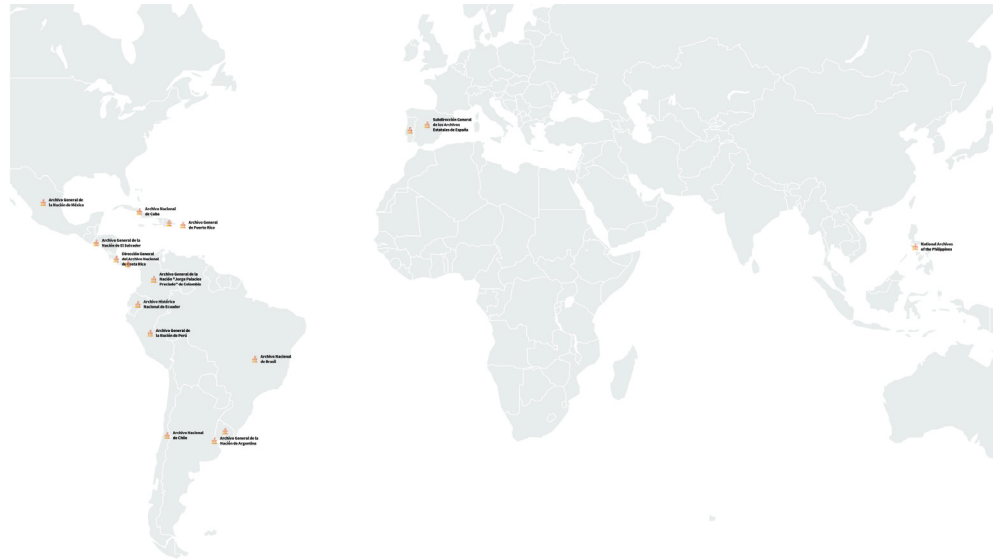 Subdirección General
de los Archivos
Estatales de España
Archivo General de
la Nación de México
Archivo Nacional
de Cuba
Archivo General
de Puerto Rico
Archivo General de la
Nación de El Salvador
National Archives
of the Philippines
Dirección General
del Archivo Nacional
de Costa Rica
Archivo General de la
Nación "Jorge Palacios
Preciado" de Colombia
Archivo Histórico
Nacional de Ecuador
Archivo General de
la Nación de Perú
Archivo Nacional
de Brasil
Archivo Nacional
de Chile
Archivo General de la
Nación de Argentina